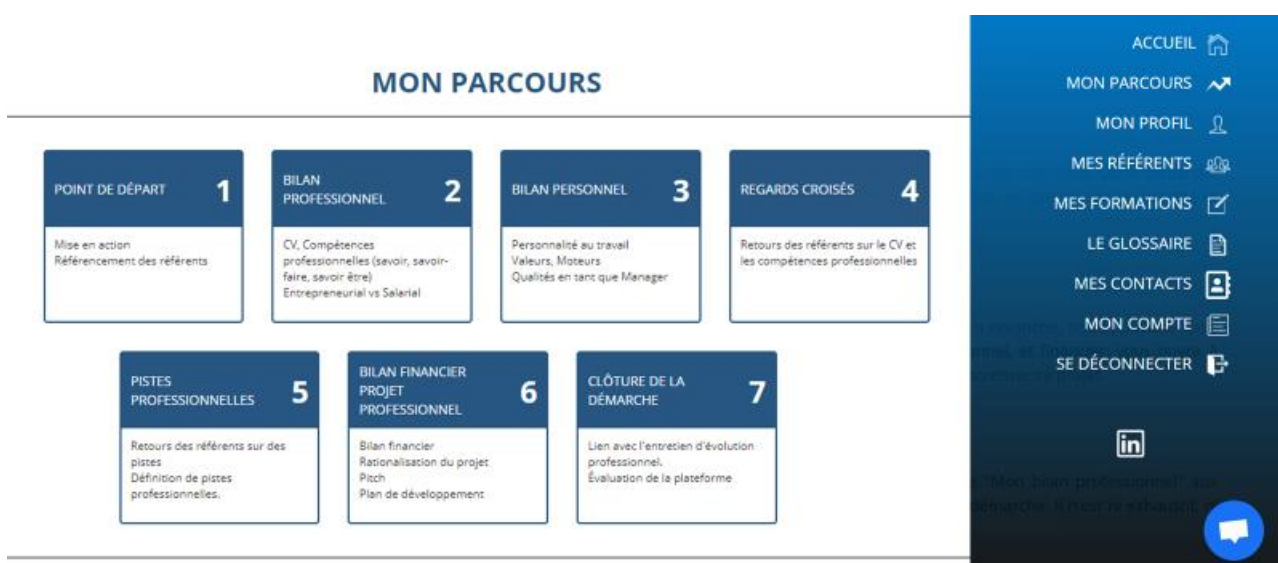 MON PARCOURS
POINT DE DÉPART 1
Mise en action
Référencement des référents
BILAN
PROFESSIONNEL 2
CV, Compétences
professionnelles (savoir, savoir-
faire, savoir être)
Entrepreneurial vs Salarial
BILAN PERSONNEL 3
Personnalité au travail
Valeurs, Moteurs
Qualités en tant que Manager
REGARDS CROISÉS 4
Retours des référents sur le CV et
les compétences professionnelles
PISTES
PROFESSIONNELLES 5
Retours des référents sur des
pistes
Définition de pistes
professionnelles.
BILAN FINANCIER
PROJET
PROFESSIONNEL 6
Bilan financier
Rationalisation du projet
Pitch
Plan de développement
CLÔTURE DE LA
DÉMARCHE 7
Lien avec l'entretien d'évolution
professionnel.
Évaluation de la plateforme
ACCUEIL
MON PARCOURS
MON PROFIL
MES RÉFÉRENTS
MES FORMATIONS
LE GLOSSAIRE
MES CONTACTS
MON COMPTE
SE DÉCONNECTER
in
"Mon bilan professionnel" aux